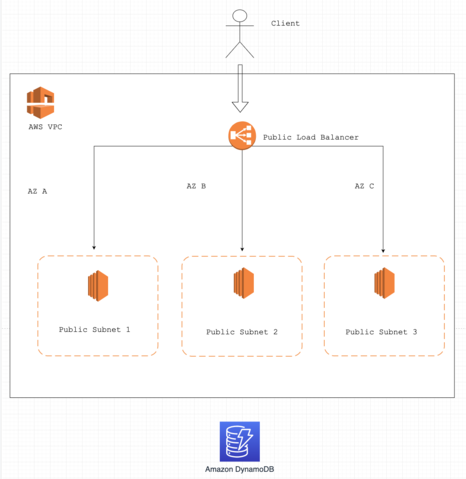 Client
AWS VPC
Public Load Balancer
AZ A
AZ B
AZ C
Public Subnet 1
Public Subnet 2
Public Subnet 3
Amazon DynamoDB